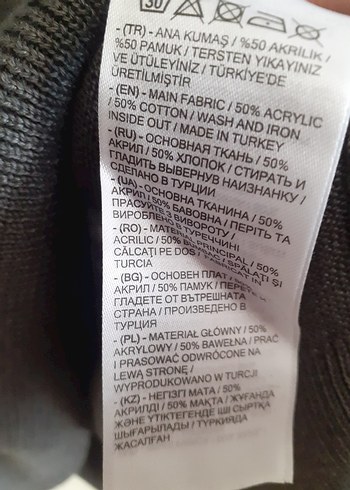 30
- (TR) - ANA KUMAŞ / %50 AKRİLİK /
%50 PAMUK / TERSTEN YIKAYINIZ
VE ÜTÜLEYİNİZ / TÜRKİYE'DE
ÜRETİLMİŞTİR
- (EN) - MAIN FABRIC / 50% ACRYLIC
/ 50% COTTON / WASH AND IRON
INSIDE OUT / MADE IN TURKEY
- (RU) - ОСНОВНАЯ ТКАНЬ / 50%
АКРИЛ / 50% ХЛОПОК / СТИРАТЬ И
ГЛАДИТЬ ВЫВЕРНУВ НАИЗНАНКУ /
СДЕЛАНО В ТУРЦИИ
- (UA) - ОСНОВНА ТКАНИНА / 50%
АКРИЛ / 50% БАВОВНА / ПЕРІТЬ ТА
ПРАСУЙТЕ ВИВОРОТУ /
ВИРОБЛЕНО В ТУРЕЧЧИНІ
- (RO) - MATERIAL PRINCIPAL / 50%
ACRILIC / 50% / SPĂLAȚI ȘI
CĂLCAȚI PE DOS / IN
TURCIA
- (BG) - ОСНОВЕН ПЛАТ / 50%
АКРИЛ / 50% ПАМУК / И
ГЛАДЕТЕ ОТ ВЪТРЕШНАТА
СТРАНА / ПРОИЗВЕДЕНО В
ТУРЦИЯ
- (PL) - MATERIAŁ GŁÓWNY / 50%
AKRYLOWY / 50% BAWEŁNA / PRAĆ
I PRASOWAĆ ODWRÓCONE NA
LEWĄ STRONĘ /
WYPRODUKOWANO W TURCJI
- (KZ) - НЕГІЗГІ МАТА / 50%
АКРИЛДІ / 50% МАҚТА / ЖУҒАНДА
ЖӘНЕ ҮТІКТЕГЕНДЕ ІШІ СЫРТҚА
ШЫҒАРЫЛАДЫ / ТҮРКИЯДА
ЖАСАЛҒАН